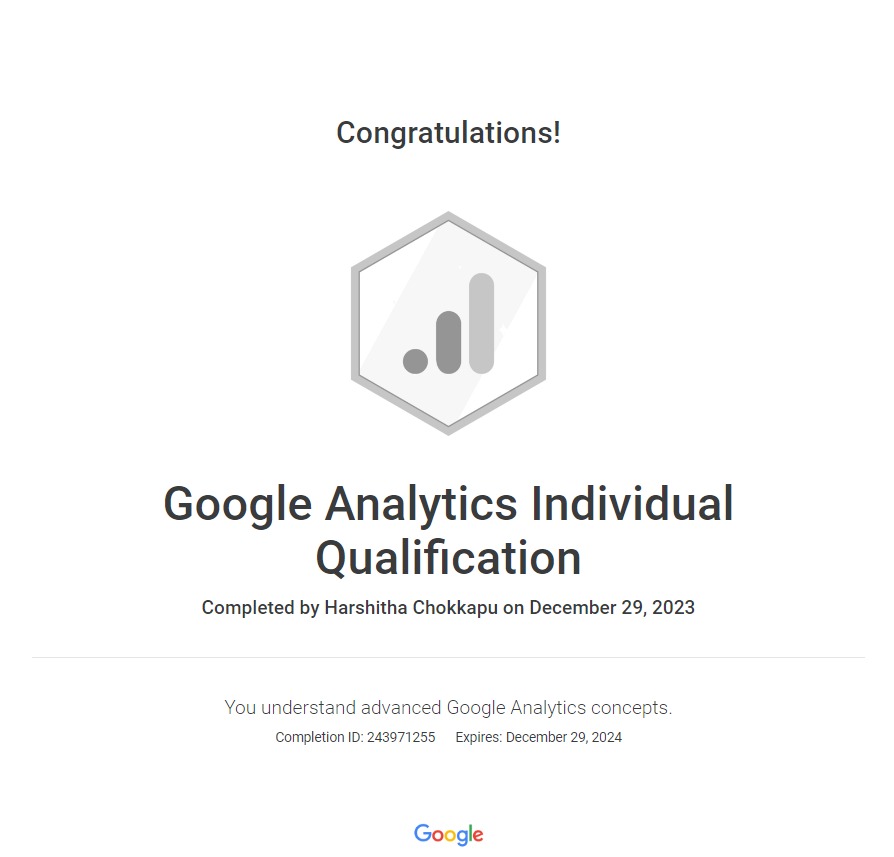 Congratulations!
Google Analytics Individual
Qualification
Completed by Harshitha Chokkapu on December 29, 2023
You understand advanced Google Analytics concepts.
Completion ID: 243971255 Expires: December 29, 2024
Google